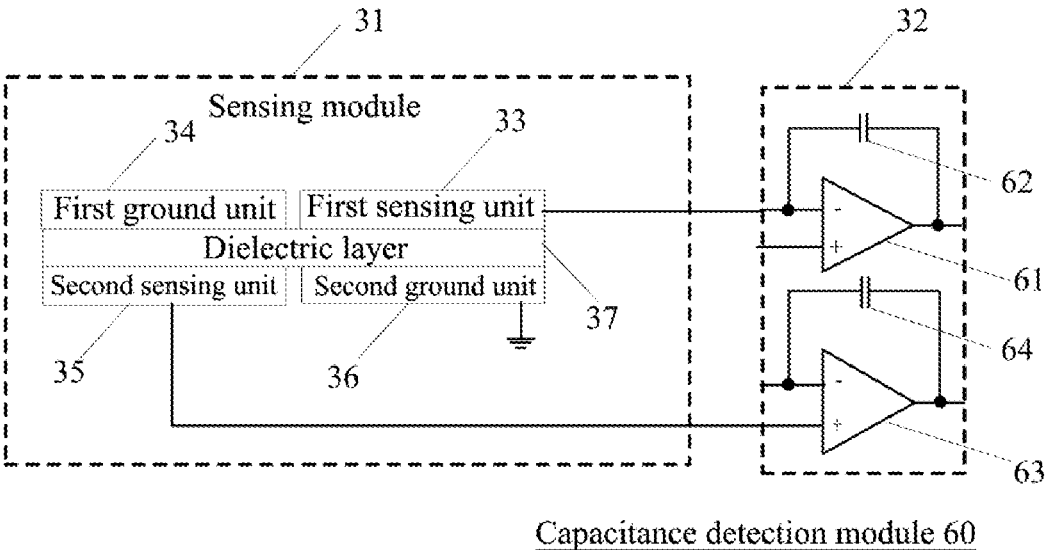 31
32
Sensing module
34
33
62
First ground unit
First sensing unit
-
+
Dielectric layer
61
Second sensing unit
Second ground unit
37
64
35
36
-
+
63
Capacitance detection module 60